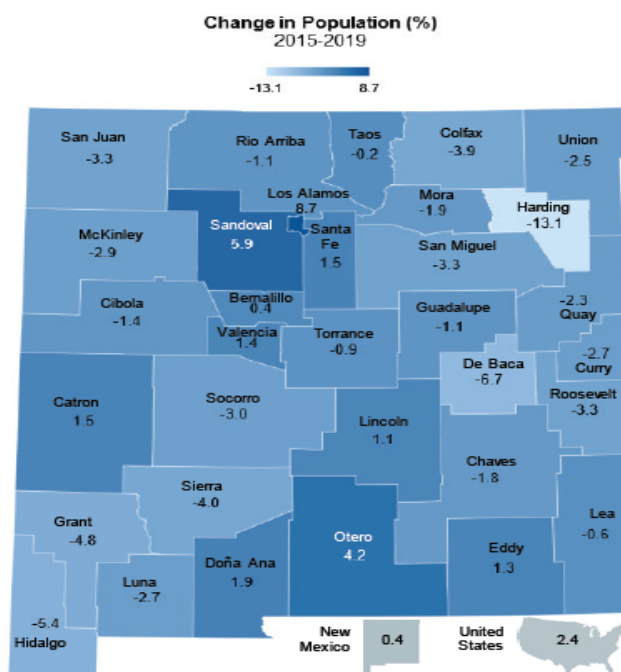 Change in Population (%)
2015-2019
-13.1 8.7
San Juan
-3.3
Rio Arriba
-1.1
Taos
-0.2
Colfax
-3.9
Union
-2.5
Los Alamos
8.7
Mora
-1.9
Harding
-13.1
Sandoval
5.9
Santa
Fe
1.5
McKinley
-2.9
San Miguel
-3.3
Cibola
-1.4
Bernalillo
0.4
Valencia
1.4
Torrance
-0.9
Guadalupe
-1.1
-2.3
Quay
De Baca
-6.7
-2.7
Curry
Roosevelt
-3.3
Catron
1.5
Socorro
-3.0
Lincoln
1.1
Chaves
-1.8
Sierra
-4.0
Grant
-4.8
Otero
4.2
Lea
-0.6
Eddy
1.3
Doña Ana
1.9
Luna
-2.7
-5.4
Hidalgo
New
Mexico
0.4
United
States
2.4